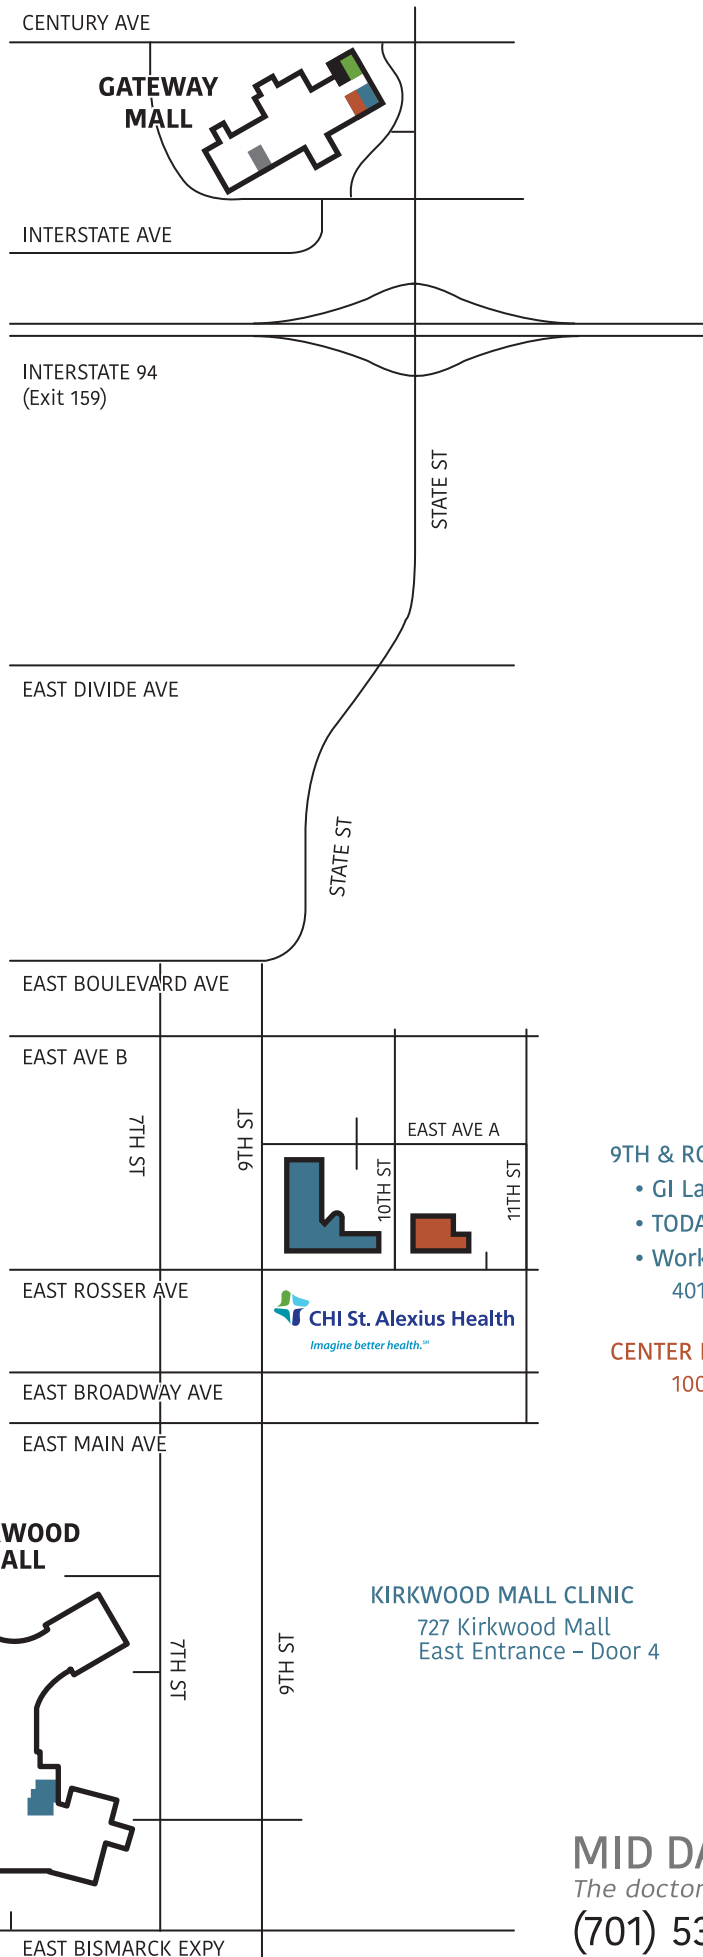 CENTURY AVE
GATEWAY
MALL
INTERSTATE AVE
INTERSTATE 94
(Exit 159)
STATE ST
EAST DIVIDE AVE
STATE ST
EAST BOULEVARD AVE
EAST AVE B
7TH ST
9TH ST
EAST AVE A
10TH ST
11TH ST
9TH & RO
• GI La
• TODA
• Work
401
EAST ROSSER AVE
CHI St. Alexius Health
Imagine better health.℠
CENTER
100
EAST BROADWAY AVE
EAST MAIN AVE
WOOD
ALL
KIRKWOOD MALL CLINIC
727 Kirkwood Mall
East Entrance – Door 4
7TH ST
9TH ST
MID DA
The doctor
(701) 53
EAST BISMARCK EXPY